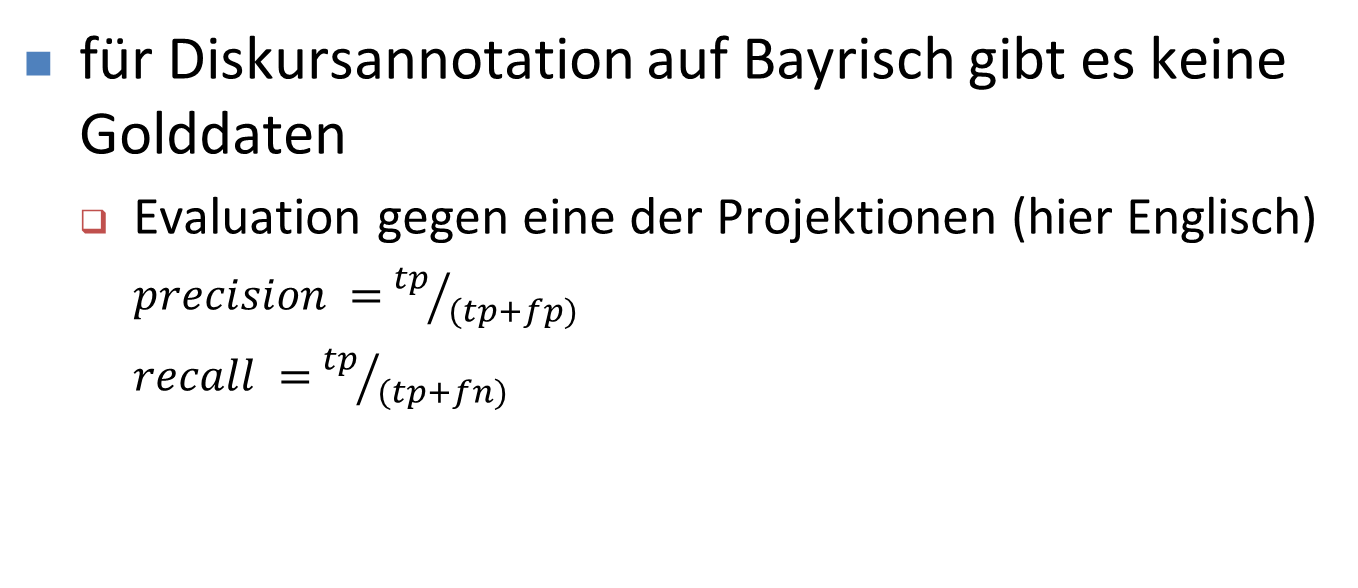 für Diskursannotation auf Bayrisch gibt es keine
Golddaten
Evaluation gegen eine der Projektionen (hier Englisch)
precision = tp/(tp+fp)
recall = tp/(tp+fn)